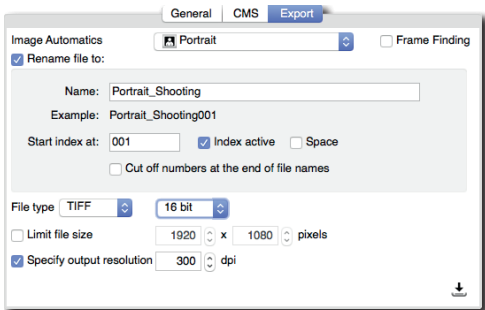 General CMS Export
Image Automatics Portrait Frame Finding
Rename file to:
Name: Portrait_Shooting
Example: Portrait_Shooting001
Start index at: 001 Index active Space
Cut off numbers at the end of file names
File type TIFF 16 bit
Limit file size 1920 x 1080 pixels
Specify output resolution 300 dpi